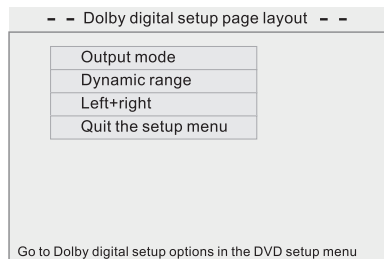 - - Dolby digital setup page layout - -
Output mode
Dynamic range
Left+right
Quit the setup menu
Go to Dolby digital setup options in the DVD setup menu